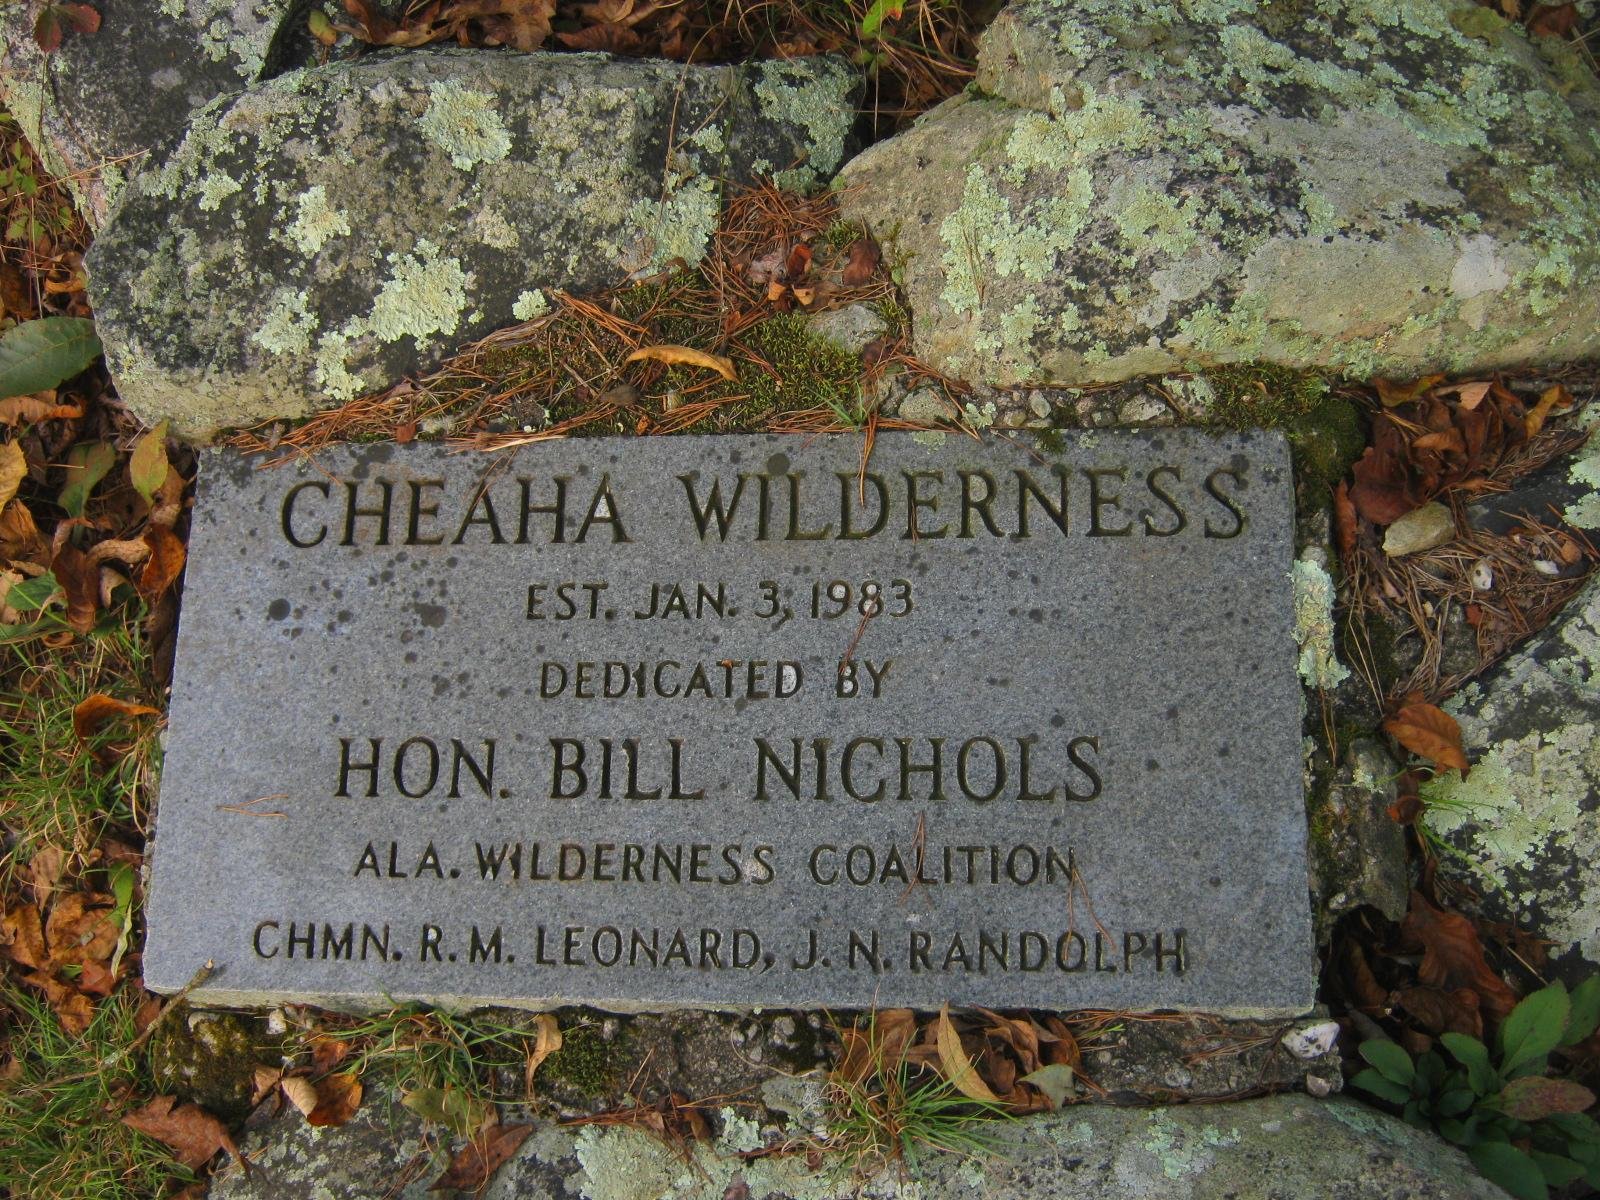 CHEAHA WILDERNESS
EST. JAN. 3, 1983
DEDICATED BY
HON. BILL NICHOLS
ALA. WILDERNESS COALITION
CHMN. R.M. LEONARD, J.N. RANDOLPH